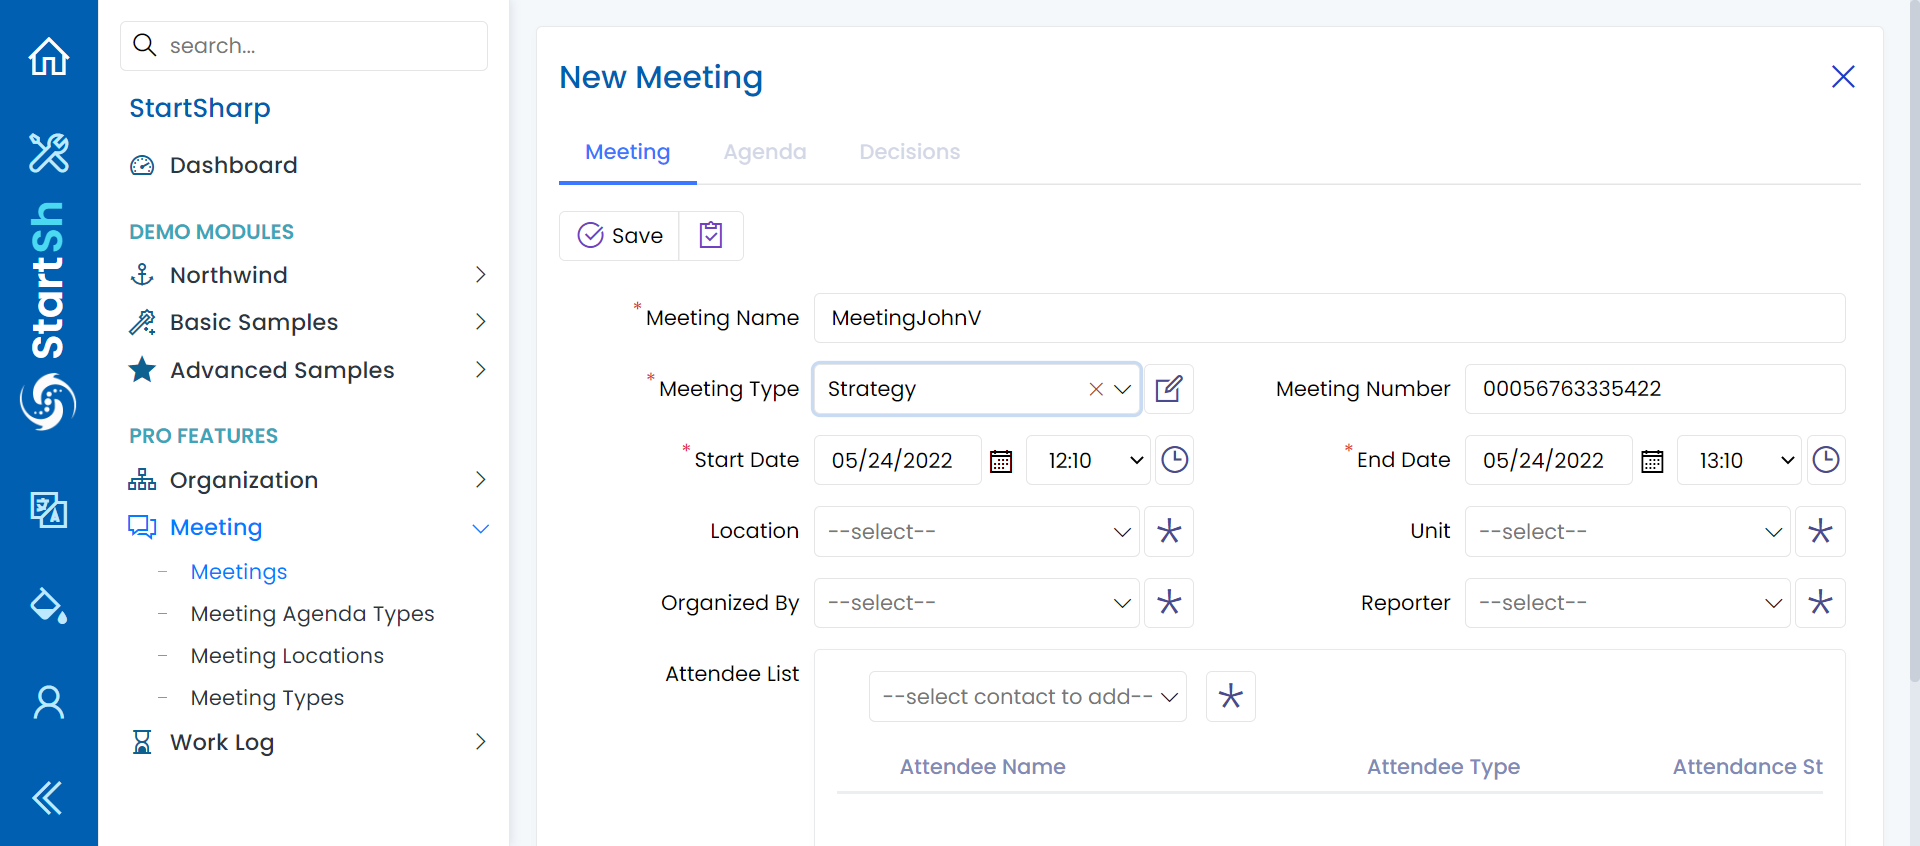 StartSh
search...
StartSharp
Dashboard
DEMO MODULES
Northwind
Basic Samples
Advanced Samples
PRO FEATURES
Organization
Meeting
Meetings
Meeting Agenda Types
Meeting Locations
Meeting Types
Work Log
New Meeting
Meeting Agenda Decisions
Save
* Meeting Name MeetingJohnV
* Meeting Type Strategy Meeting Number 00056763335422
* Start Date 05/24/2022 12:10 * End Date 05/24/2022 13:10
Location --select-- Unit --select--
Organized By --select-- Reporter --select--
Attendee List
--select contact to add--
Attendee Name Attendee Type Attendance St